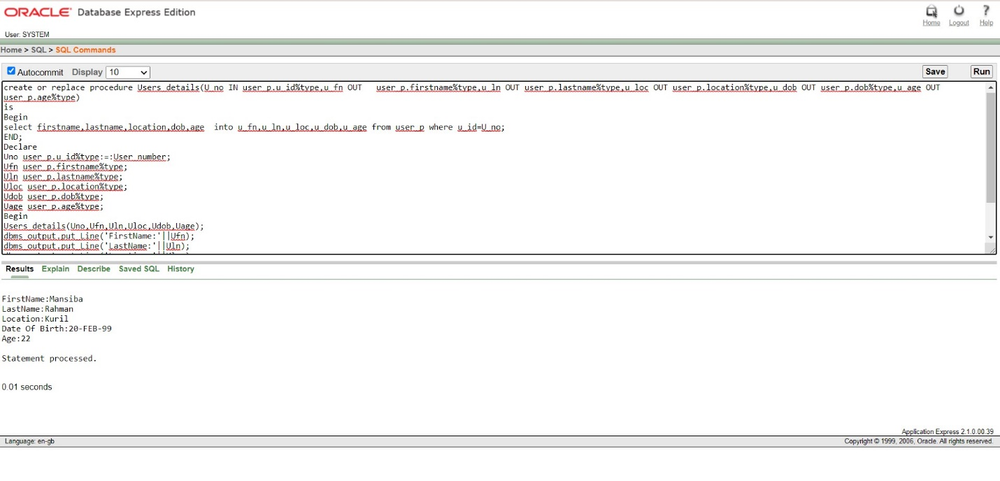 ORACLE® Database Express Edition
Home Logout Help
User: SYSTEM
Home > SQL > SQL Commands
Autocommit Display 10 Save Run
create or replace procedure Users_details(U_no IN user_p.u_id%type,u_fn OUT user_p.firstname%type,u_ln OUT user_p.lastname%type,u_loc OUT user_p.location%type,u_dob OUT user_p.dob%type,u_age OUT
user_p.age%type)
is
Begin
select firstname,lastname,location,dob,age into u_fn,u_ln,u_loc,u_dob,u_age from user_p where u_id=U_no;
END;
Declare
Uno user_p.u_id%type:=:User_number;
Ufn user_p.firstname%type;
Uln user_p.lastname%type;
Uloc user_p.location%type;
Udob user_p.dob%type;
Uage user_p.age%type;
Begin
Users_details(Uno,Ufn,Uln,Uloc,Udob,Uage);
dbms_output.put_Line('FirstName:'||Ufn);
dbms_output.put_Line('LastName:'||Uln);
Results Explain Describe Saved SQL History
FirstName:Mansiba
LastName:Rahman
Location:Kuril
Date Of Birth:20-FEB-99
Age:22
Statement processed.
0.01 seconds
Application Express 2.1.0.00.39
Language: en-gb Copyright © 1999, 2006, Oracle. All rights reserved.